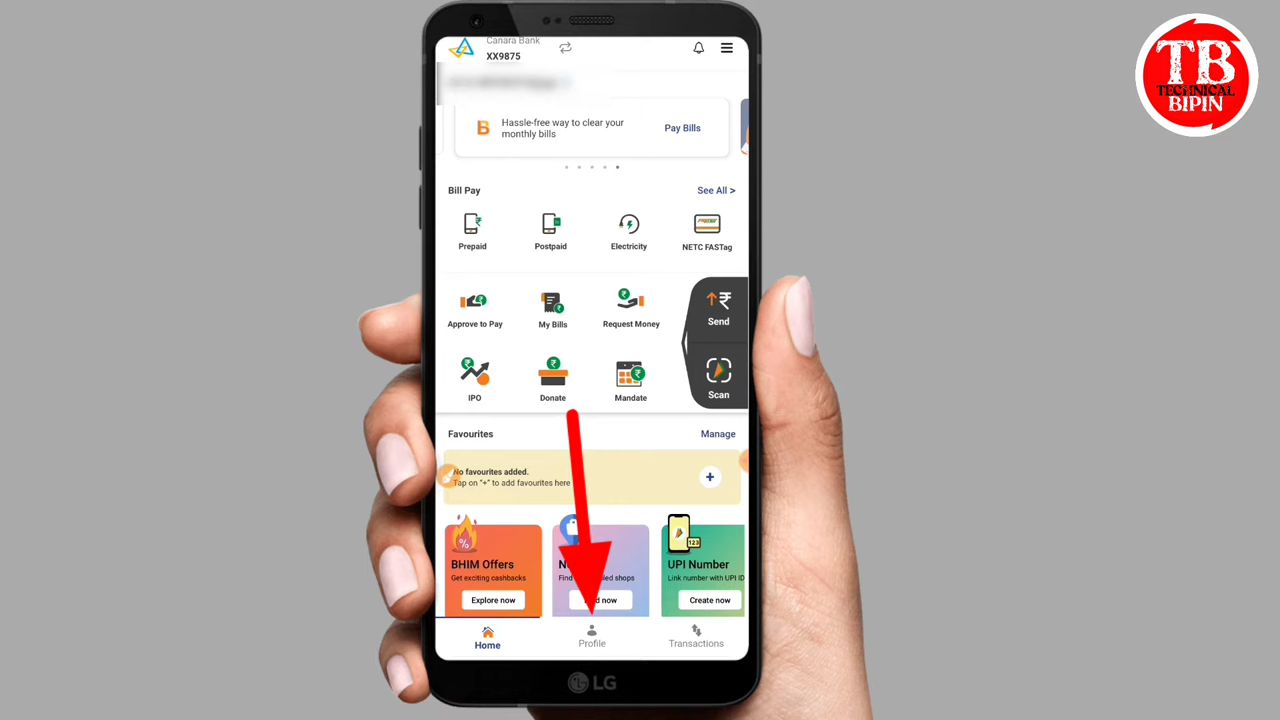 Canara Bank
XX9875
Hassle-free way to clear your
monthly bills
Pay Bills
Bill Pay
See All >
Prepaid
Postpaid
Electricity
NETC FASTag
Approve to Pay
My Bills
Request Money
Send
IPO
Donate
Mandate
Scan
Favourites
Manage
No favourites added.
Tap on "+" to add favourites here
BHIM Offers
Get exciting cashbacks
Explore now
Find
shops
now
UPI Number
Link number with UPI ID
Create now
Home
Profile
Transactions
LG
TB
TECHNICAL
BIPIN